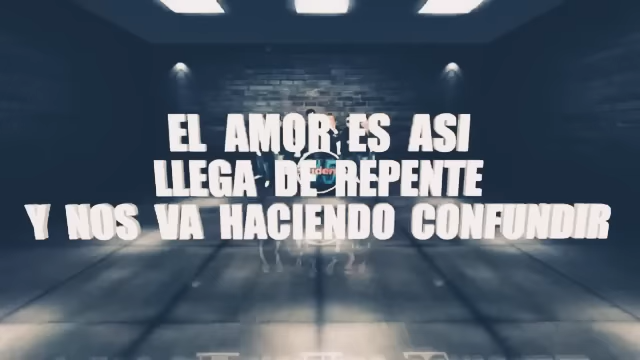 EL AMOR ES ASI
LLEGA DE REPENTE
Y NOS VA HACIENDO CONFUNDIR